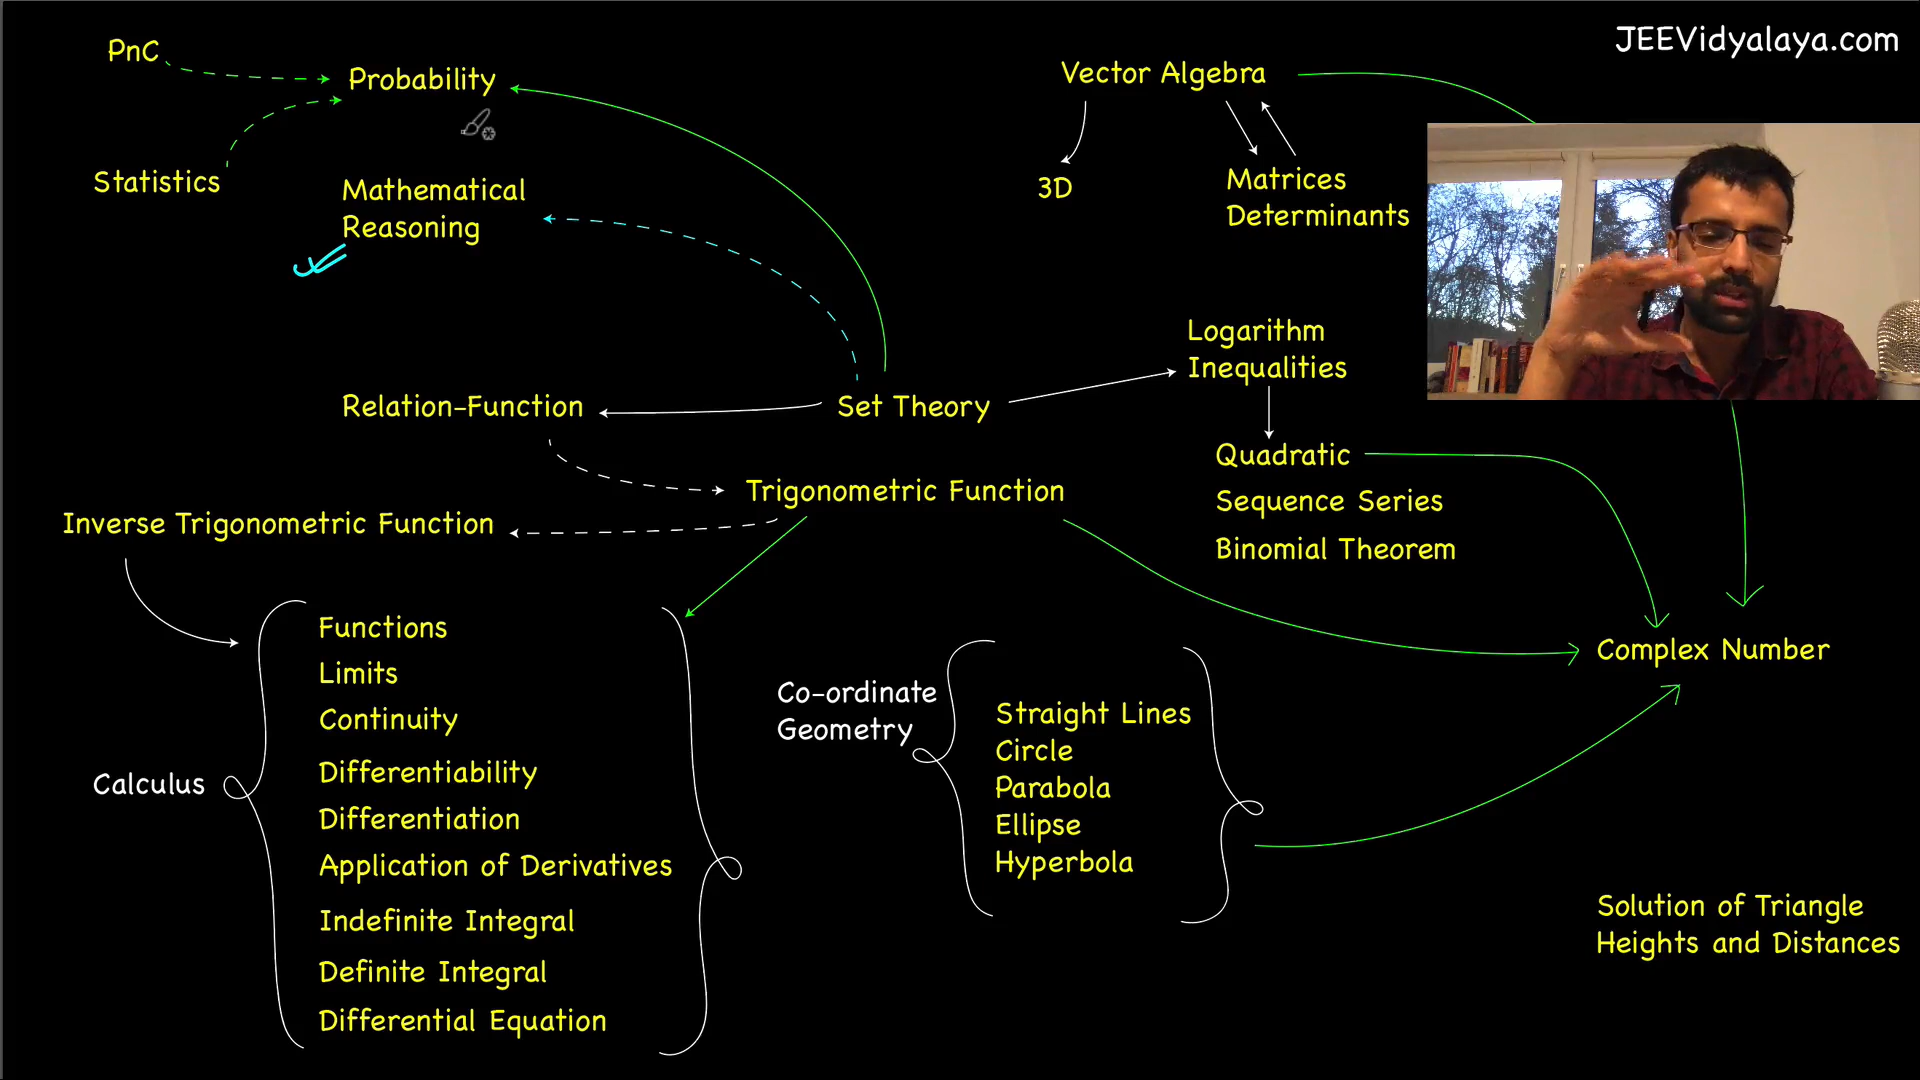 JEEVidyalaya.com
PnC
Probability
Statistics
Mathematical
Reasoning
Vector Algebra
3D
Matrices
Determinants
Logarithm
Inequalities
Relation-Function
Set Theory
Quadratic
Sequence Series
Binomial Theorem
Trigonometric Function
Inverse Trigonometric Function
Calculus
Functions
Limits
Continuity
Differentiability
Differentiation
Application of Derivatives
Indefinite Integral
Definite Integral
Differential Equation
Co-ordinate
Geometry
Straight Lines
Circle
Parabola
Ellipse
Hyperbola
Complex Number
Solution of Triangle
Heights and Distances